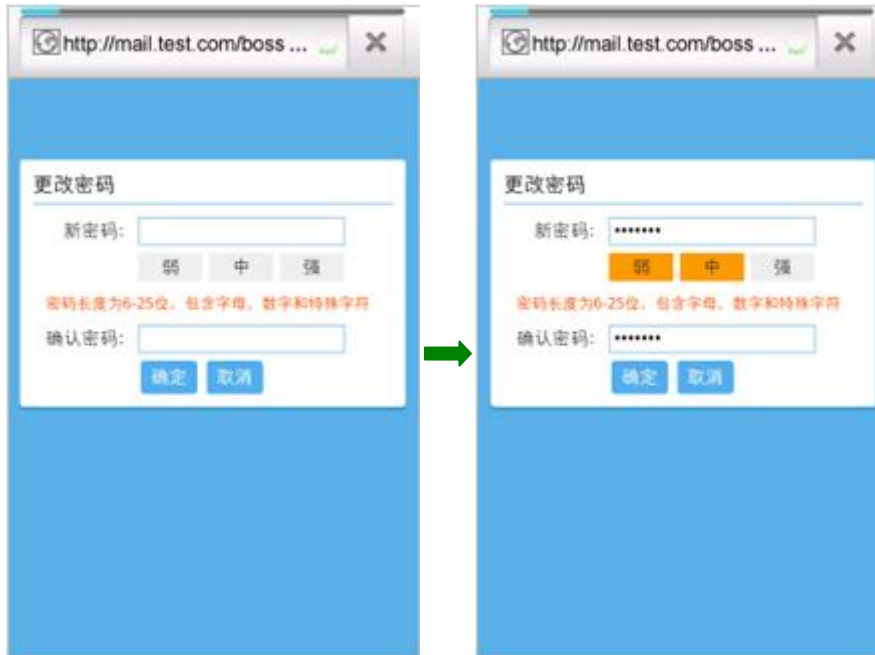 http://mail.test.com/boss ...
更改密码
新密码:
弱 中 强
密码长度为6-25位，包含字母、数字和特殊字符
确认密码:
确定 取消
http://mail.test.com/boss ...
更改密码
新密码: •••••••
弱 中 强
密码长度为6-25位，包含字母、数字和特殊字符
确认密码: •••••••
确定 取消